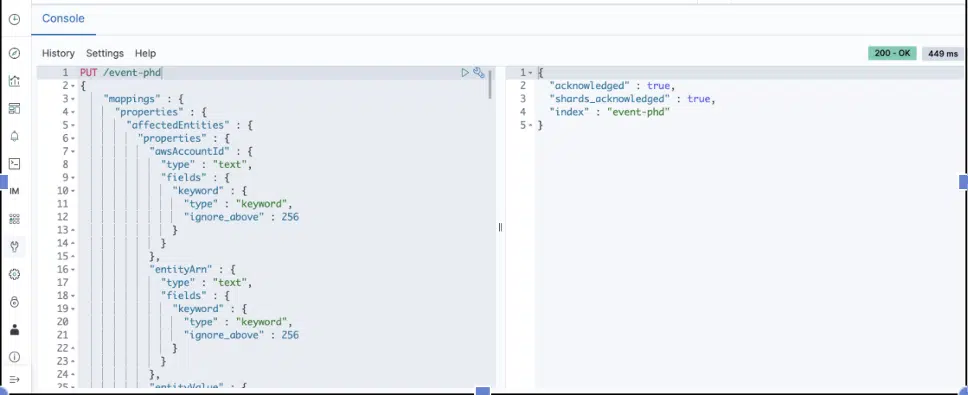 Console
History Settings Help
200 - OK 449 ms
1 PUT /event-phd
2 {
3 "mappings" : {
4 "properties" : {
5 "affectedEntities" : {
6 "properties" : {
7 "awsAccountId" : {
8 "type" : "text",
9 "fields" : {
10 "keyword" : {
11 "type" : "keyword",
12 "ignore_above" : 256
13 }
14 }
15 },
16 "entityArn" : {
17 "type" : "text",
18 "fields" : {
19 "keyword" : {
20 "type" : "keyword",
21 "ignore_above" : 256
22 }
23 }
24 },
25 "entityValue" : {
1 {
2 "acknowledged" : true,
3 "shards_acknowledged" : true,
4 "index" : "event-phd"
5 }
IM